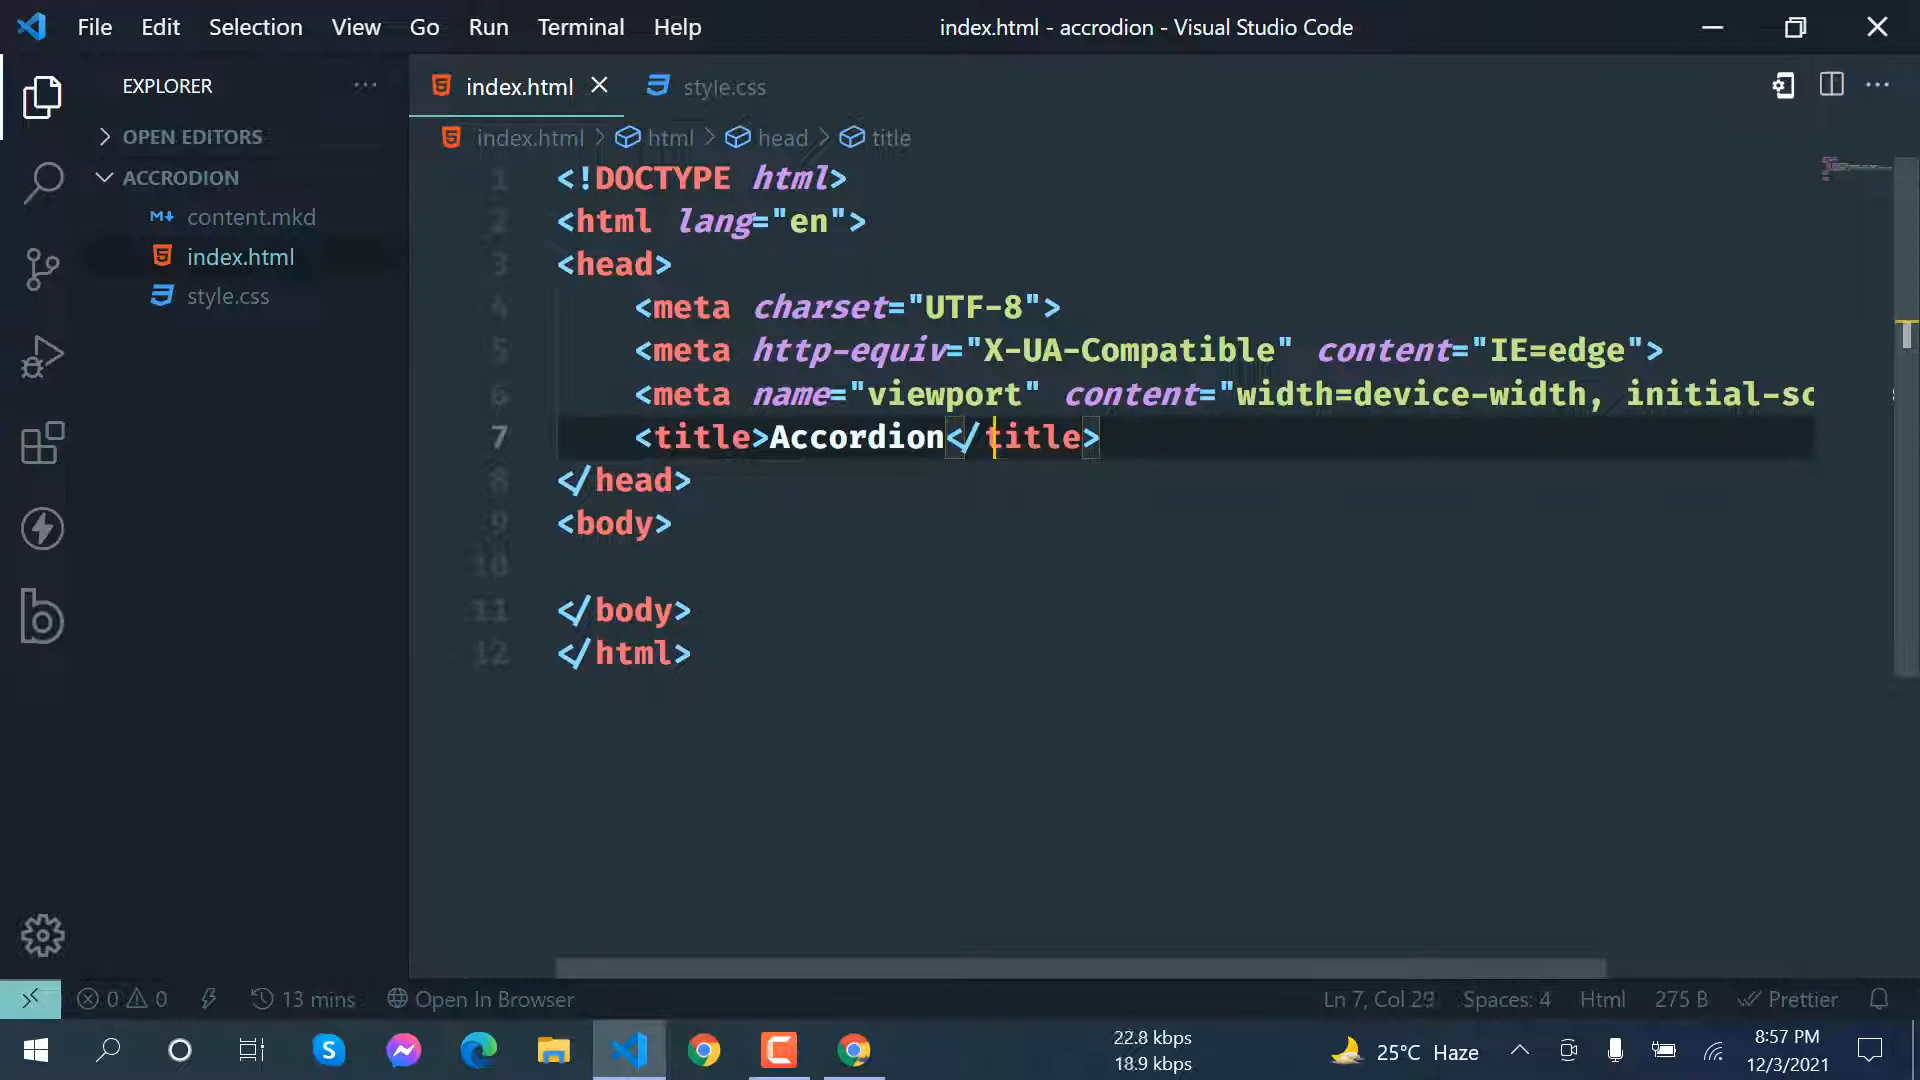 File Edit Selection View Go Run Terminal Help index.html - accrodion - Visual Studio Code
EXPLORER
OPEN EDITORS
ACCRODION
content.mkd
index.html
style.css
index.html style.css
index.html > html > head > title
1 <!DOCTYPE html>
2 <html lang="en">
3 <head>
4 <meta charset="UTF-8">
5 <meta http-equiv="X-UA-Compatible" content="IE=edge">
6 <meta name="viewport" content="width=device-width, initial-sc
7 <title>Accordion</title>
8 </head>
9 <body>
10
11 </body>
12 </html>
0 0 13 mins Open In Browser Ln 7, Col 29 Spaces: 4 Html 275 B Prettier
22.8 kbps
18.9 kbps
25°C Haze
8:57 PM
12/3/2021